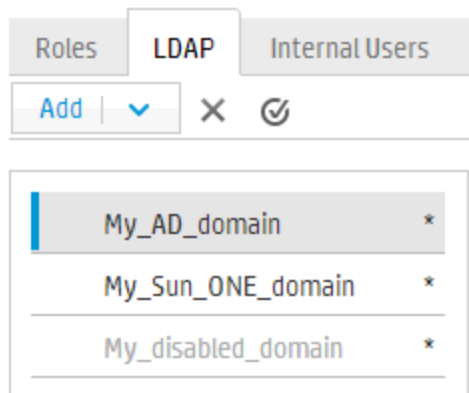 Roles LDAP Internal Users
Add
My_AD_domain *
My_Sun_ONE_domain *
My_disabled_domain *